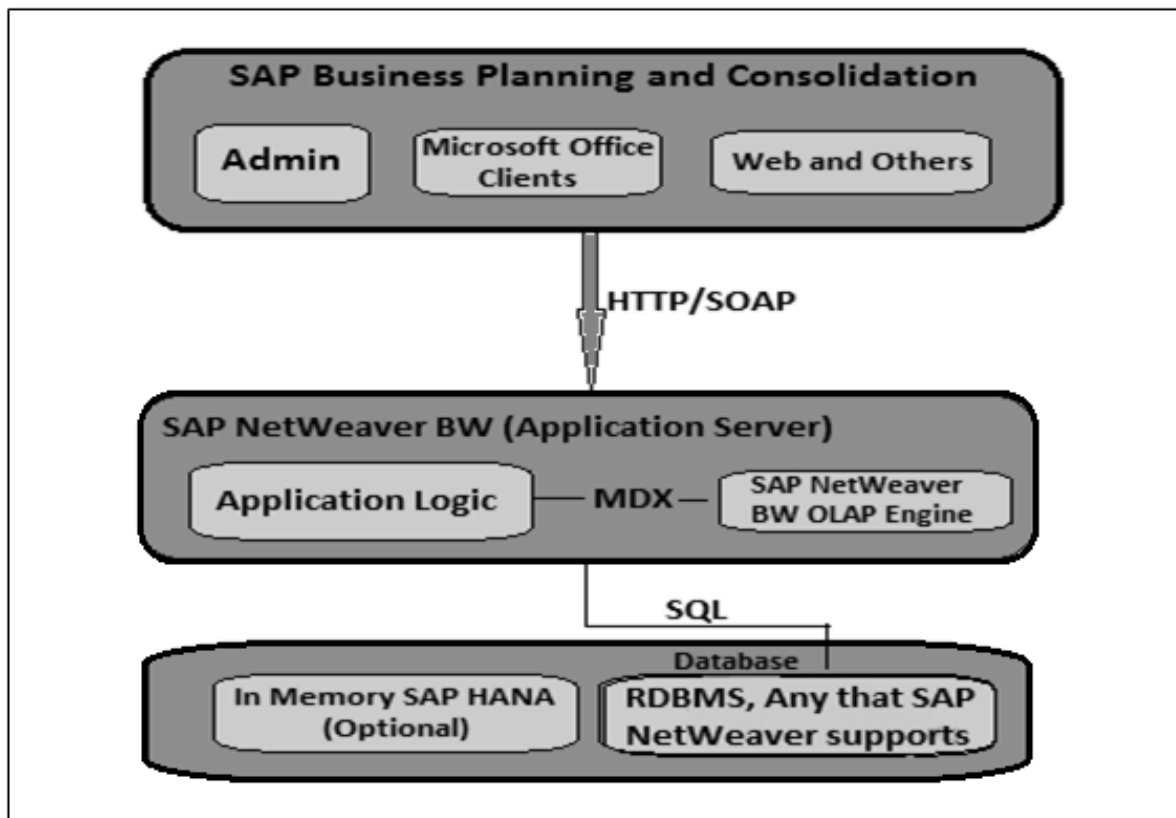 SAP Business Planning and Consolidation
Admin
Microsoft Office
Clients
Web and Others
HTTP/SOAP
SAP NetWeaver BW (Application Server)
Application Logic
MDX
SAP NetWeaver
BW OLAP Engine
SQL
Database
In Memory SAP HANA
(Optional)
RDBMS, Any that SAP
NetWeaver supports